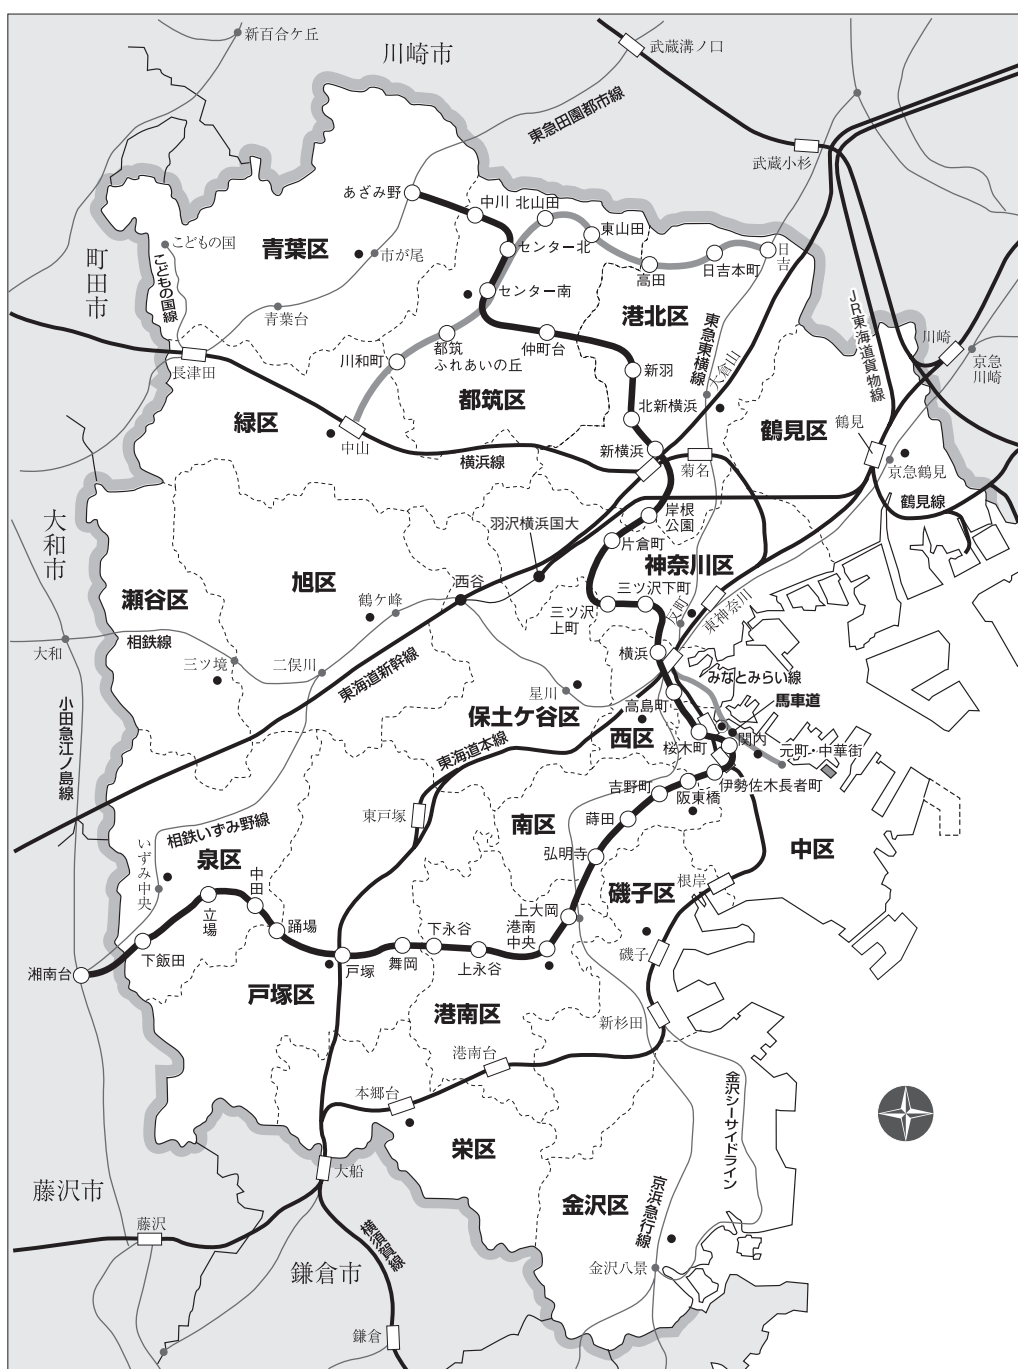 新百合ケ丘
川崎市
武蔵溝ノ口
東急田園都市線
武蔵小杉
あざみ野
中川
北山田
センター北
東山田
高田
日吉本町
日吉
こどもの国
こどもの国線
青葉区
市が尾
町田市
センター南
青葉台
港北区
東急東横線
大倉山
JR東海道貨物線
川崎
京急
川崎
長津田
川和町
都筑
ふれあいの丘
仲町台
新羽
都筑区
北新横浜
緑区
中山
横浜線
新横浜
菊名
鶴見区
鶴見
京急鶴見
鶴見線
大和市
羽沢横浜国大
岸根
公園
片倉町
神奈川区
旭区
西谷
瀬谷区
鶴ケ峰
三ツ沢下町
三ツ沢
上町
反町
東神奈川
大和
相鉄線
三ツ境
二俣川
東海道新幹線
横浜
みなとみらい線
馬車道
星川
高島町
小田急江ノ島線
保土ケ谷区
西区
桜木町
関内
元町・中華街
東海道本線
吉野町
阪東橋
伊勢佐木長者町
東戸塚
相鉄いずみ野線
南区
蒔田
弘明寺
中区
いずみ中央
泉区
磯子区
根岸
中田
立場
踊場
上大岡
港南
中央
下永谷
上永谷
舞岡
戸塚
下飯田
湘南台
磯子
戸塚区
港南区
新杉田
港南台
本郷台
金沢シーサイドライン
栄区
大船
藤沢市
藤沢
金沢区
京浜急行線
横須賀線
鎌倉市
金沢八景
鎌倉